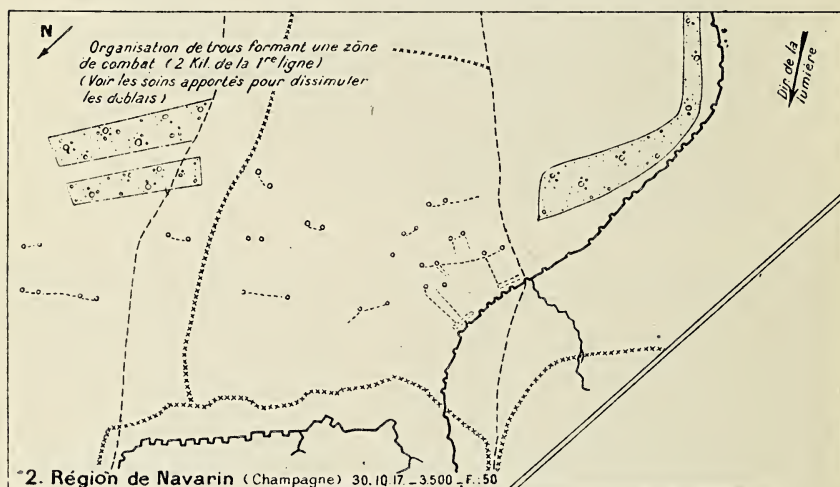 N
Organisation de trous formant une zône
de combat (2 Kil. de la 1re ligne)
(Voir les soins apportés pour dissimuler
les déblais)
Dir. de la
lumière
2. Région de Navarin (Champagne) 30.10.17._3500_F.:50